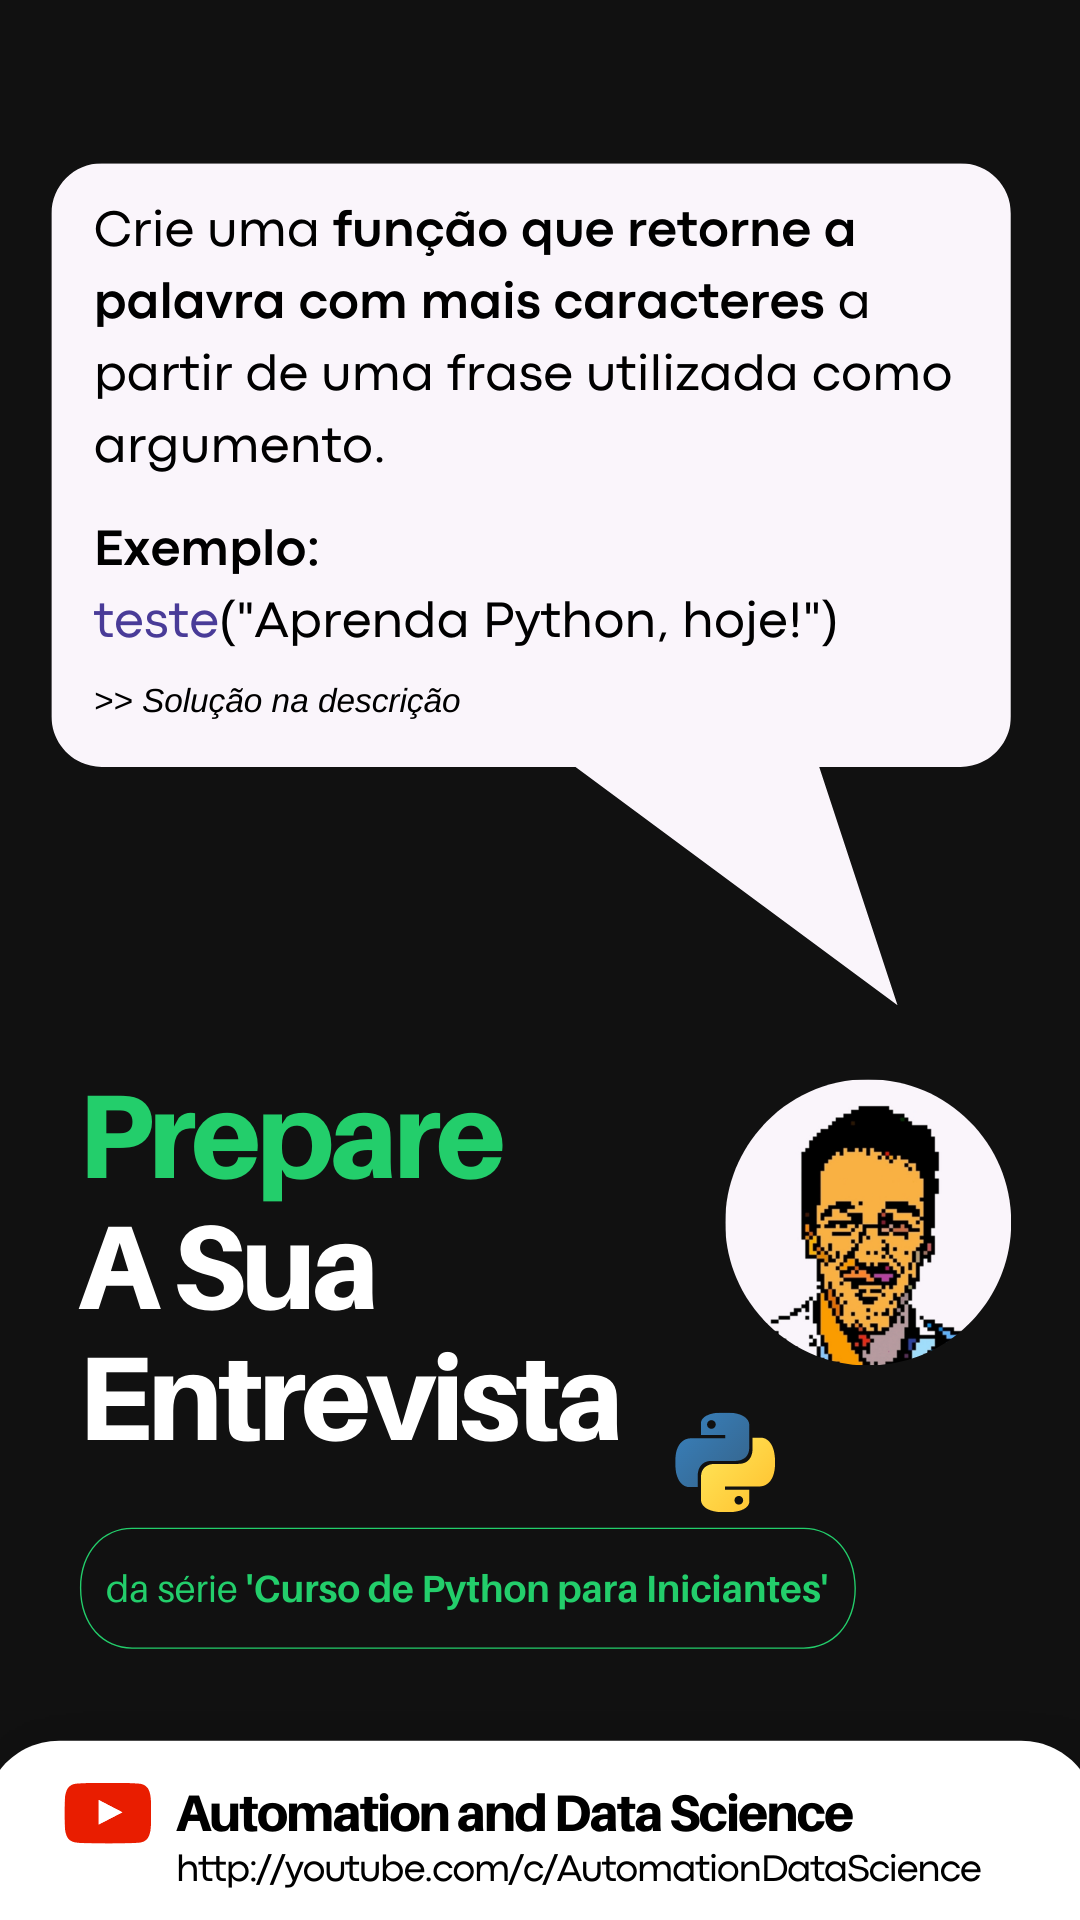 Crie uma função que retorne a
palavra com mais caracteres a
partir de uma frase utilizada como
argumento.
Exemplo:
teste("Aprenda Python, hoje!")
>> Solução na descrição
Prepare
A Sua
Entrevista
da série 'Curso de Python para Iniciantes'
Automation and Data Science
http://youtube.com/c/AutomationDataScience